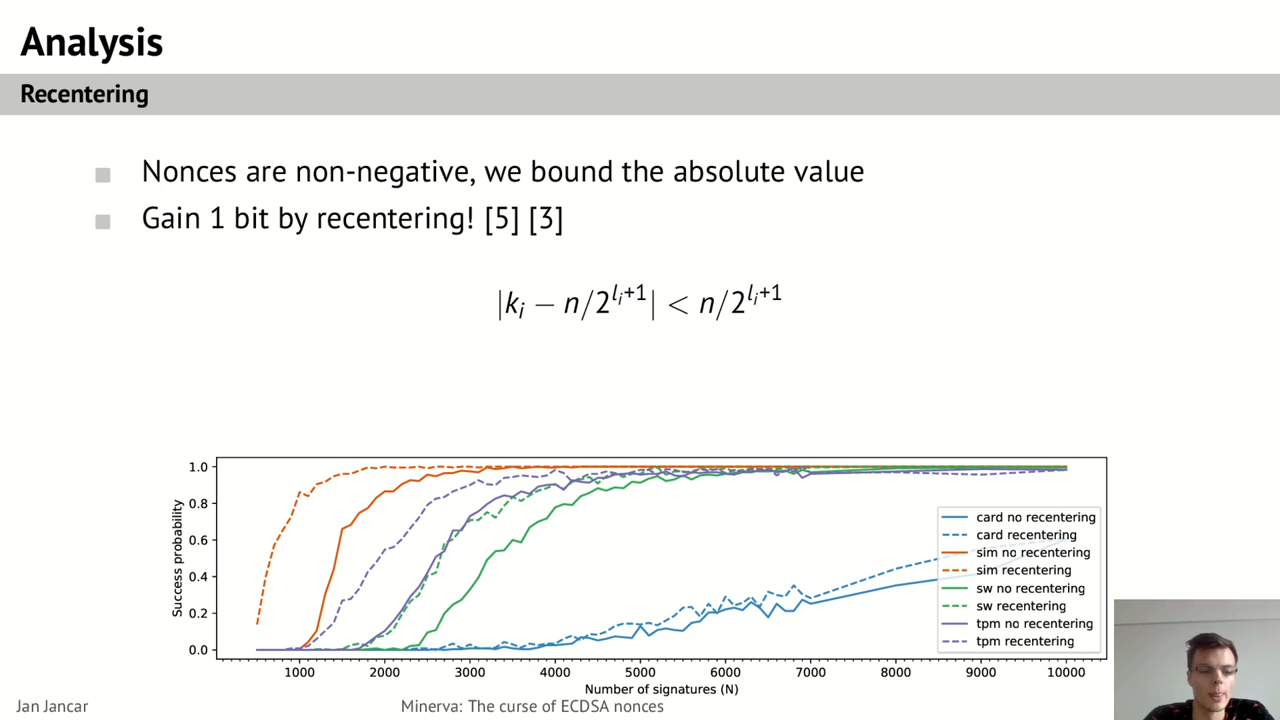 Analysis
Recentering
Nonces are non-negative, we bound the absolute value
Gain 1 bit by recentering! [5] [3]
|k_i − n/2^{l_i+1}| < n/2^{l_i+1}
Success probability
1.0
0.8
0.6
0.4
0.2
0.0
card no recentering
card recentering
sim no recentering
sim recentering
sw no recentering
sw recentering
tpm no recentering
tpm recentering
1000 2000 3000 4000 5000 6000 7000 8000 9000 10000
Number of signatures (N)
Jan Jancar
Minerva: The curse of ECDSA nonces